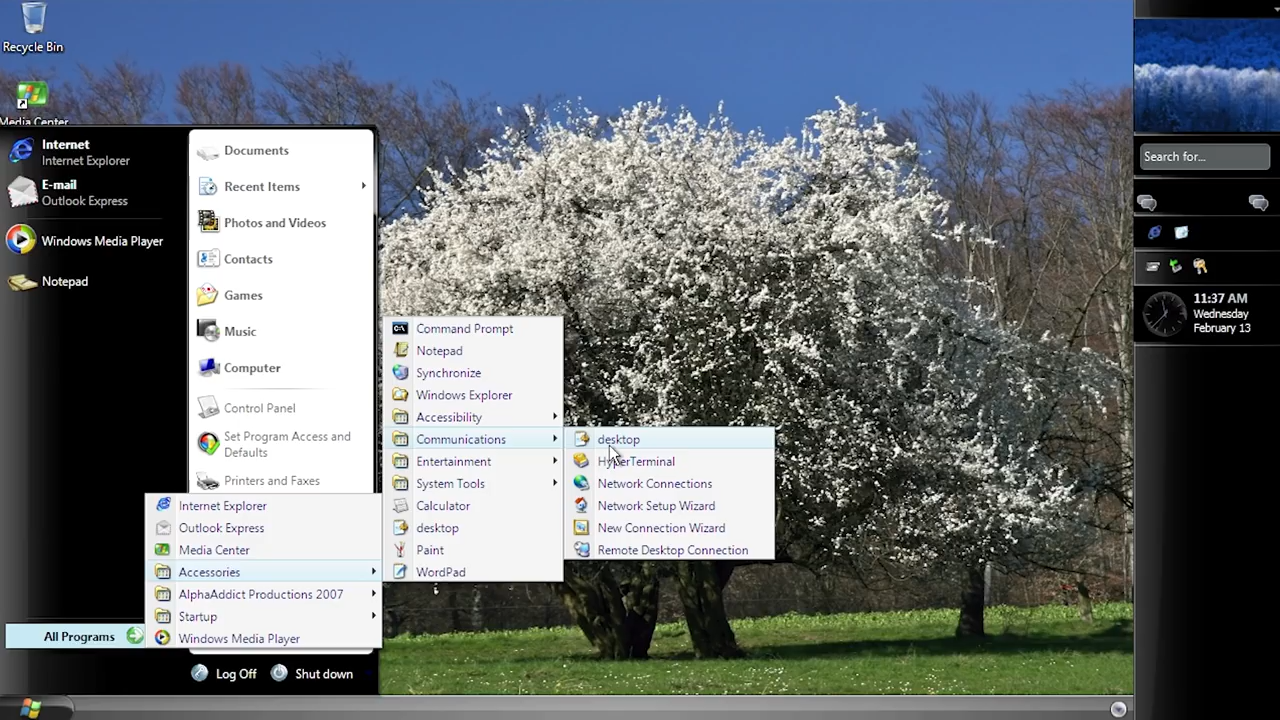 Recycle Bin
Media Center
Internet
Internet Explorer
E-mail
Outlook Express
Windows Media Player
Notepad
All Programs
Documents
Recent Items
Photos and Videos
Contacts
Games
Music
Computer
Control Panel
Set Program Access and
Defaults
Printers and Faxes
Log Off
Shut down
Internet Explorer
Outlook Express
Media Center
Accessories
AlphaAddict Productions 2007
Startup
Windows Media Player
C:\
Command Prompt
Notepad
Synchronize
Windows Explorer
Accessibility
Communications
Entertainment
System Tools
Calculator
desktop
Paint
WordPad
desktop
HyperTerminal
Network Connections
Network Setup Wizard
New Connection Wizard
Remote Desktop Connection
Search for...
11:37 AM
Wednesday
February 13